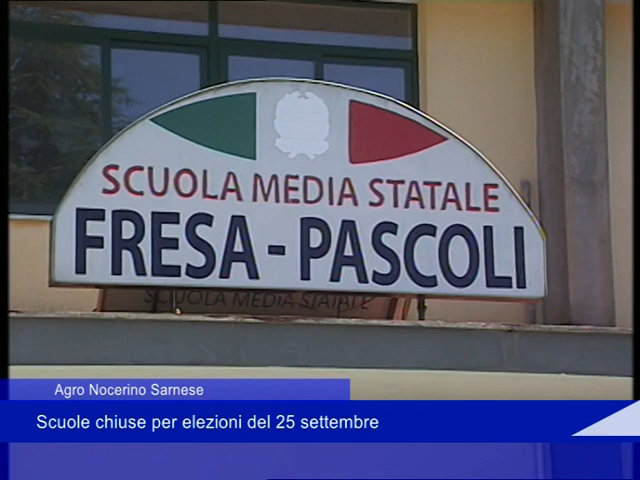 SCUOLA MEDIA STATALE
FRESA - PASCOLI
SCUOLA MEDIA STATALE
Agro Nocerino Sarnese
Scuole chiuse per elezioni del 25 settembre